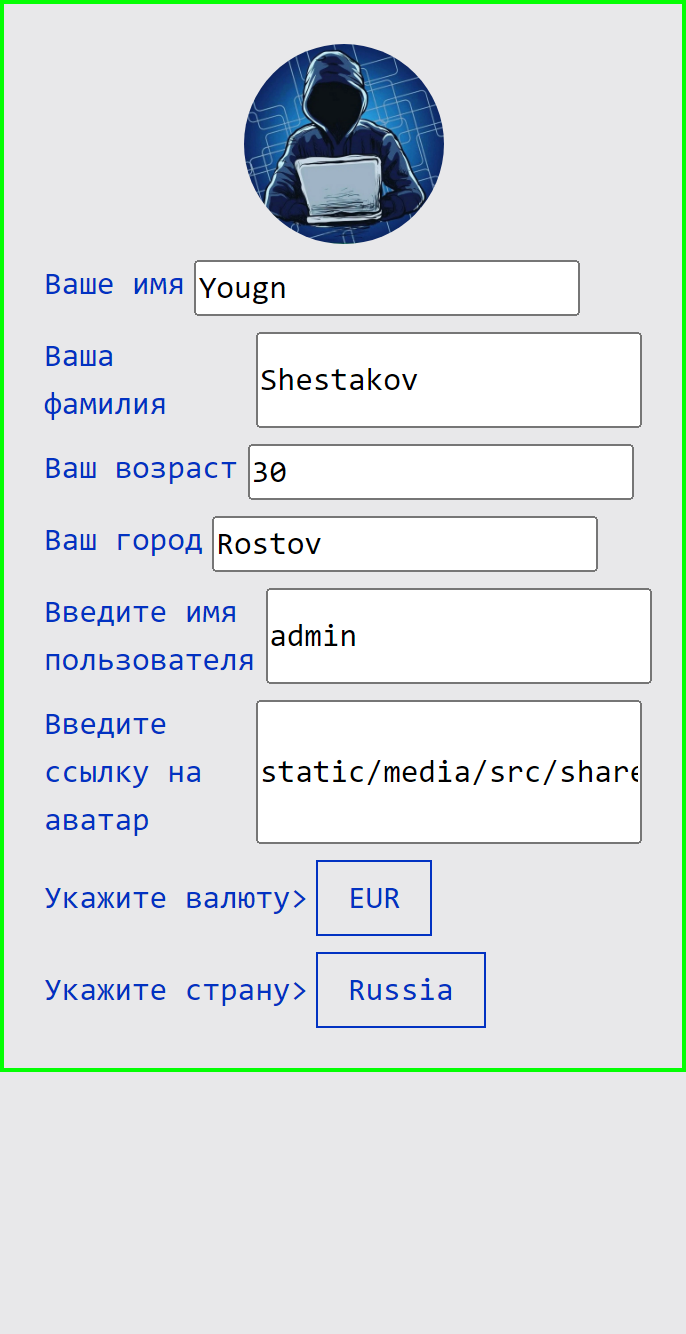 Ваше имя Yougn
Ваша
фамилия
Shestakov
Ваш возраст 30
Ваш город Rostov
Введите имя
пользователя
admin
Введите
ссылку на
аватар
static/media/src/share
Укажите валюту> EUR
Укажите страну> Russia